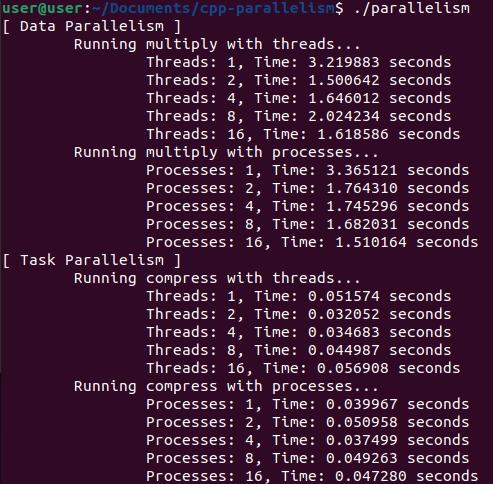 user@user:~/Documents/cpp-parallelism$ ./parallelism
[ Data Parallelism ]
Running multiply with threads...
Threads: 1, Time: 3.219883 seconds
Threads: 2, Time: 1.500642 seconds
Threads: 4, Time: 1.646012 seconds
Threads: 8, Time: 2.024234 seconds
Threads: 16, Time: 1.618586 seconds
Running multiply with processes...
Processes: 1, Time: 3.365121 seconds
Processes: 2, Time: 1.764310 seconds
Processes: 4, Time: 1.745296 seconds
Processes: 8, Time: 1.682031 seconds
Processes: 16, Time: 1.510164 seconds
[ Task Parallelism ]
Running compress with threads...
Threads: 1, Time: 0.051574 seconds
Threads: 2, Time: 0.032052 seconds
Threads: 4, Time: 0.034683 seconds
Threads: 8, Time: 0.044987 seconds
Threads: 16, Time: 0.056908 seconds
Running compress with processes...
Processes: 1, Time: 0.039967 seconds
Processes: 2, Time: 0.050958 seconds
Processes: 4, Time: 0.037499 seconds
Processes: 8, Time: 0.049263 seconds
Processes: 16, Time: 0.047280 seconds